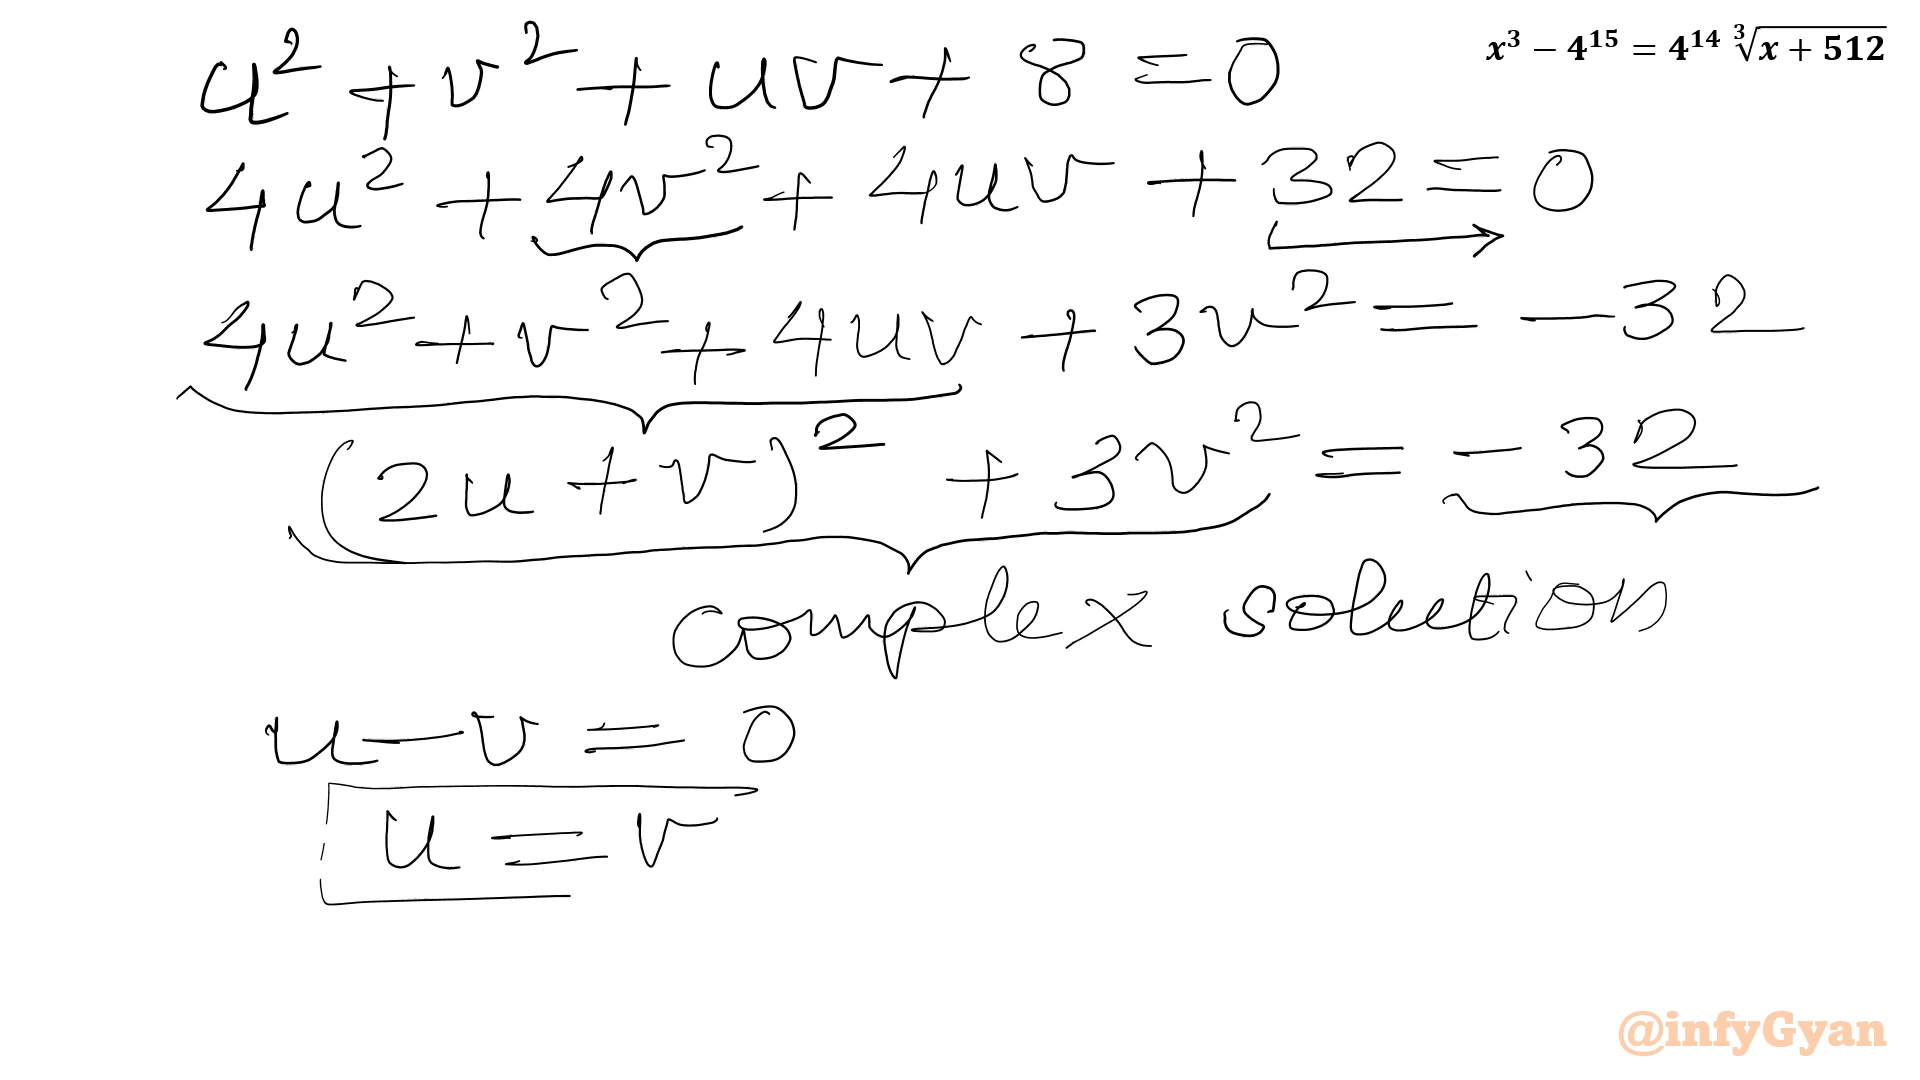 x³ − 4¹⁵ = 4¹⁴ ∛(x + 512)
u² + v² + uv + 8 = 0
4u² + 4v² + 4uv + 32 = 0
4u² + v² + 4uv + 3v² = −32
(2u + v)² + 3v² = −32
complex solution
u − v = 0
u = v
@infyGyan